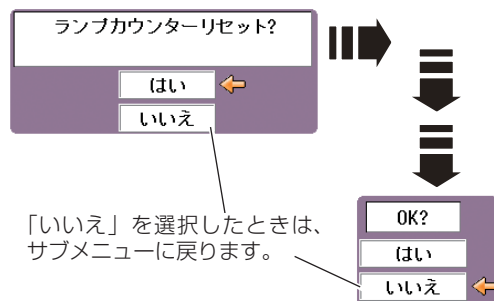 ランプカウンターリセット?
はい
いいえ
「いいえ」を選択したときは、
サブメニューに戻ります。
OK?
はい
いいえ